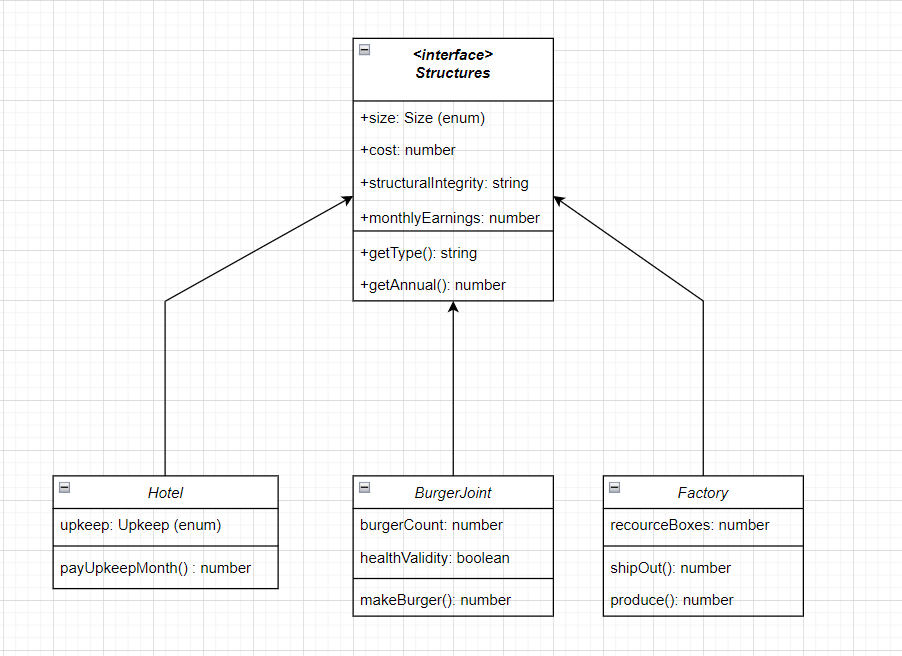 <interface>
Structures
+size: Size (enum)
+cost: number
+structuralIntegrity: string
+monthlyEarnings: number
+getType(): string
+getAnnual(): number
Hotel
upkeep: Upkeep (enum)
payUpkeepMonth() : number
BurgerJoint
burgerCount: number
healthValidity: boolean
makeBurger(): number
Factory
recourceBoxes: number
shipOut(): number
produce(): number